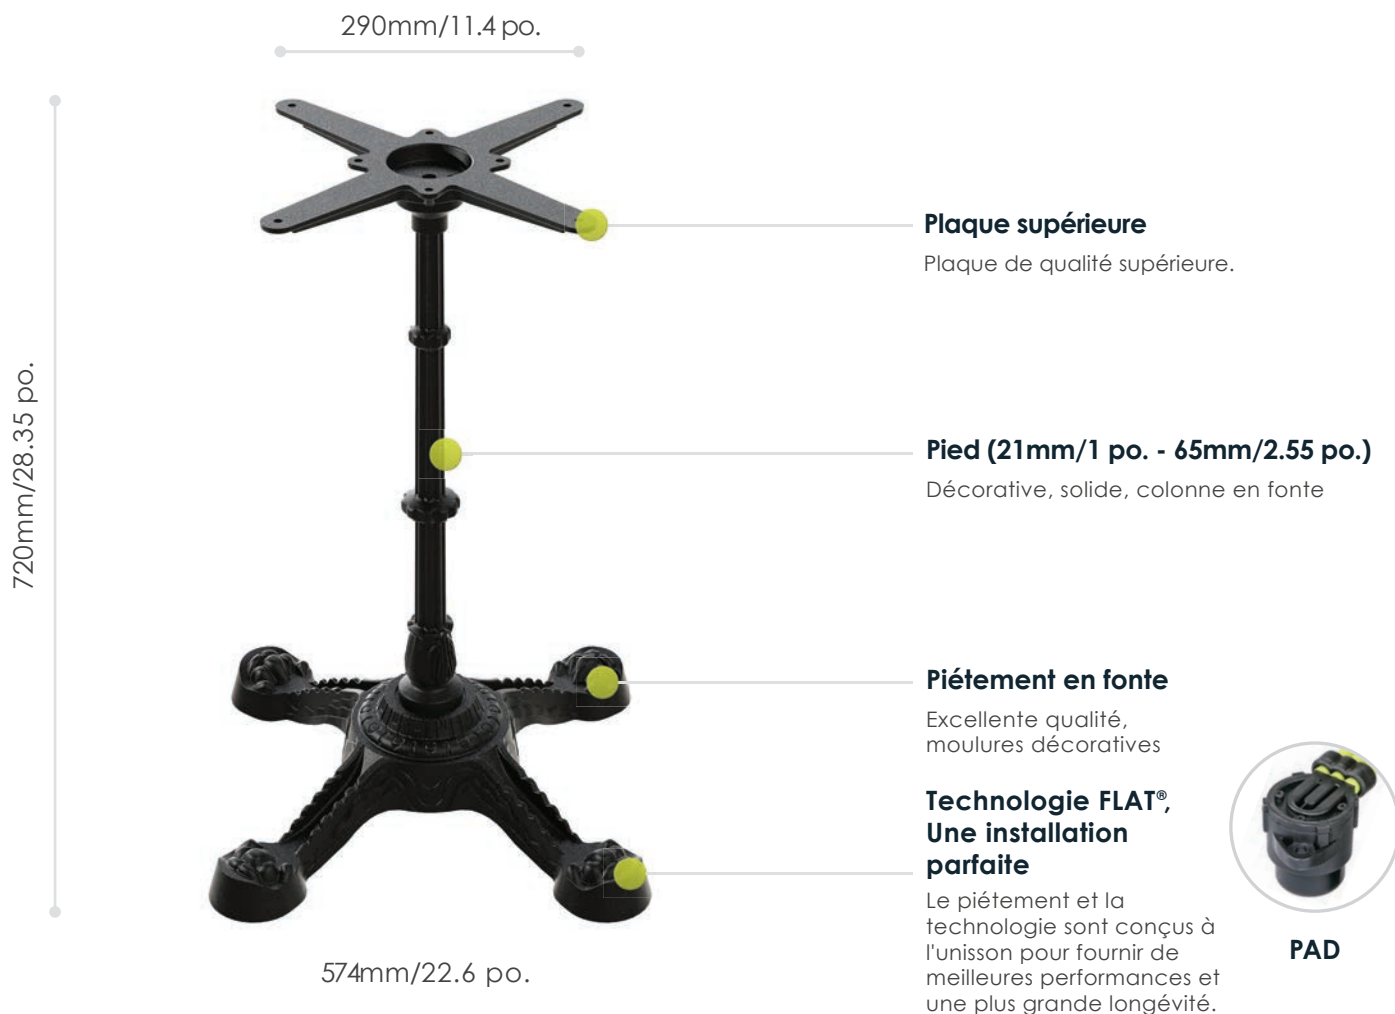 290mm/11.4 po.
720mm/28.35 po.
Plaque supérieure
Plaque de qualité supérieure.
Pied (21mm/1 po. - 65mm/2.55 po.)
Décorative, solide, colonne en fonte
Piétement en fonte
Excellente qualité,
moulures décoratives
Technologie FLAT®,
Une installation
parfaite
Le piétement et la
technologie sont conçus à
l'unisson pour fournir de
meilleures performances et
une plus grande longévité.
PAD
574mm/22.6 po.